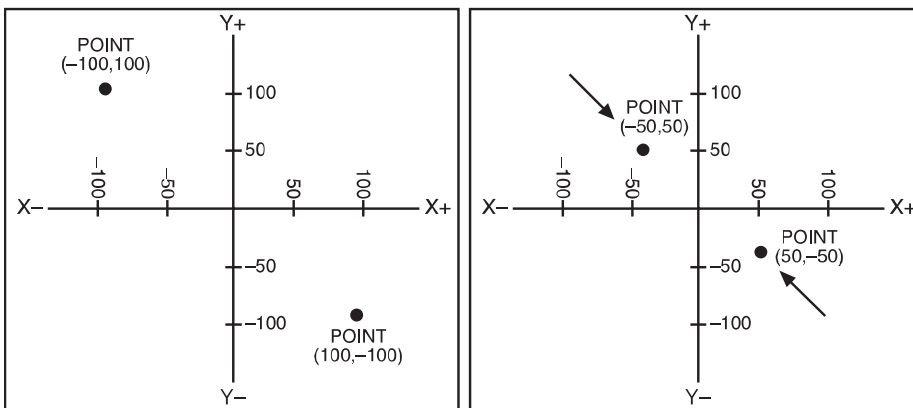 Y+
POINT
(–100,100)
100
50
–100
–50
50
100
X–
X+
–50
–100
POINT
(100,–100)
Y–
Y+
100
POINT
(–50,50)
50
–100
–50
50
100
X–
X+
POINT
(50,–50)
–50
–100
Y–